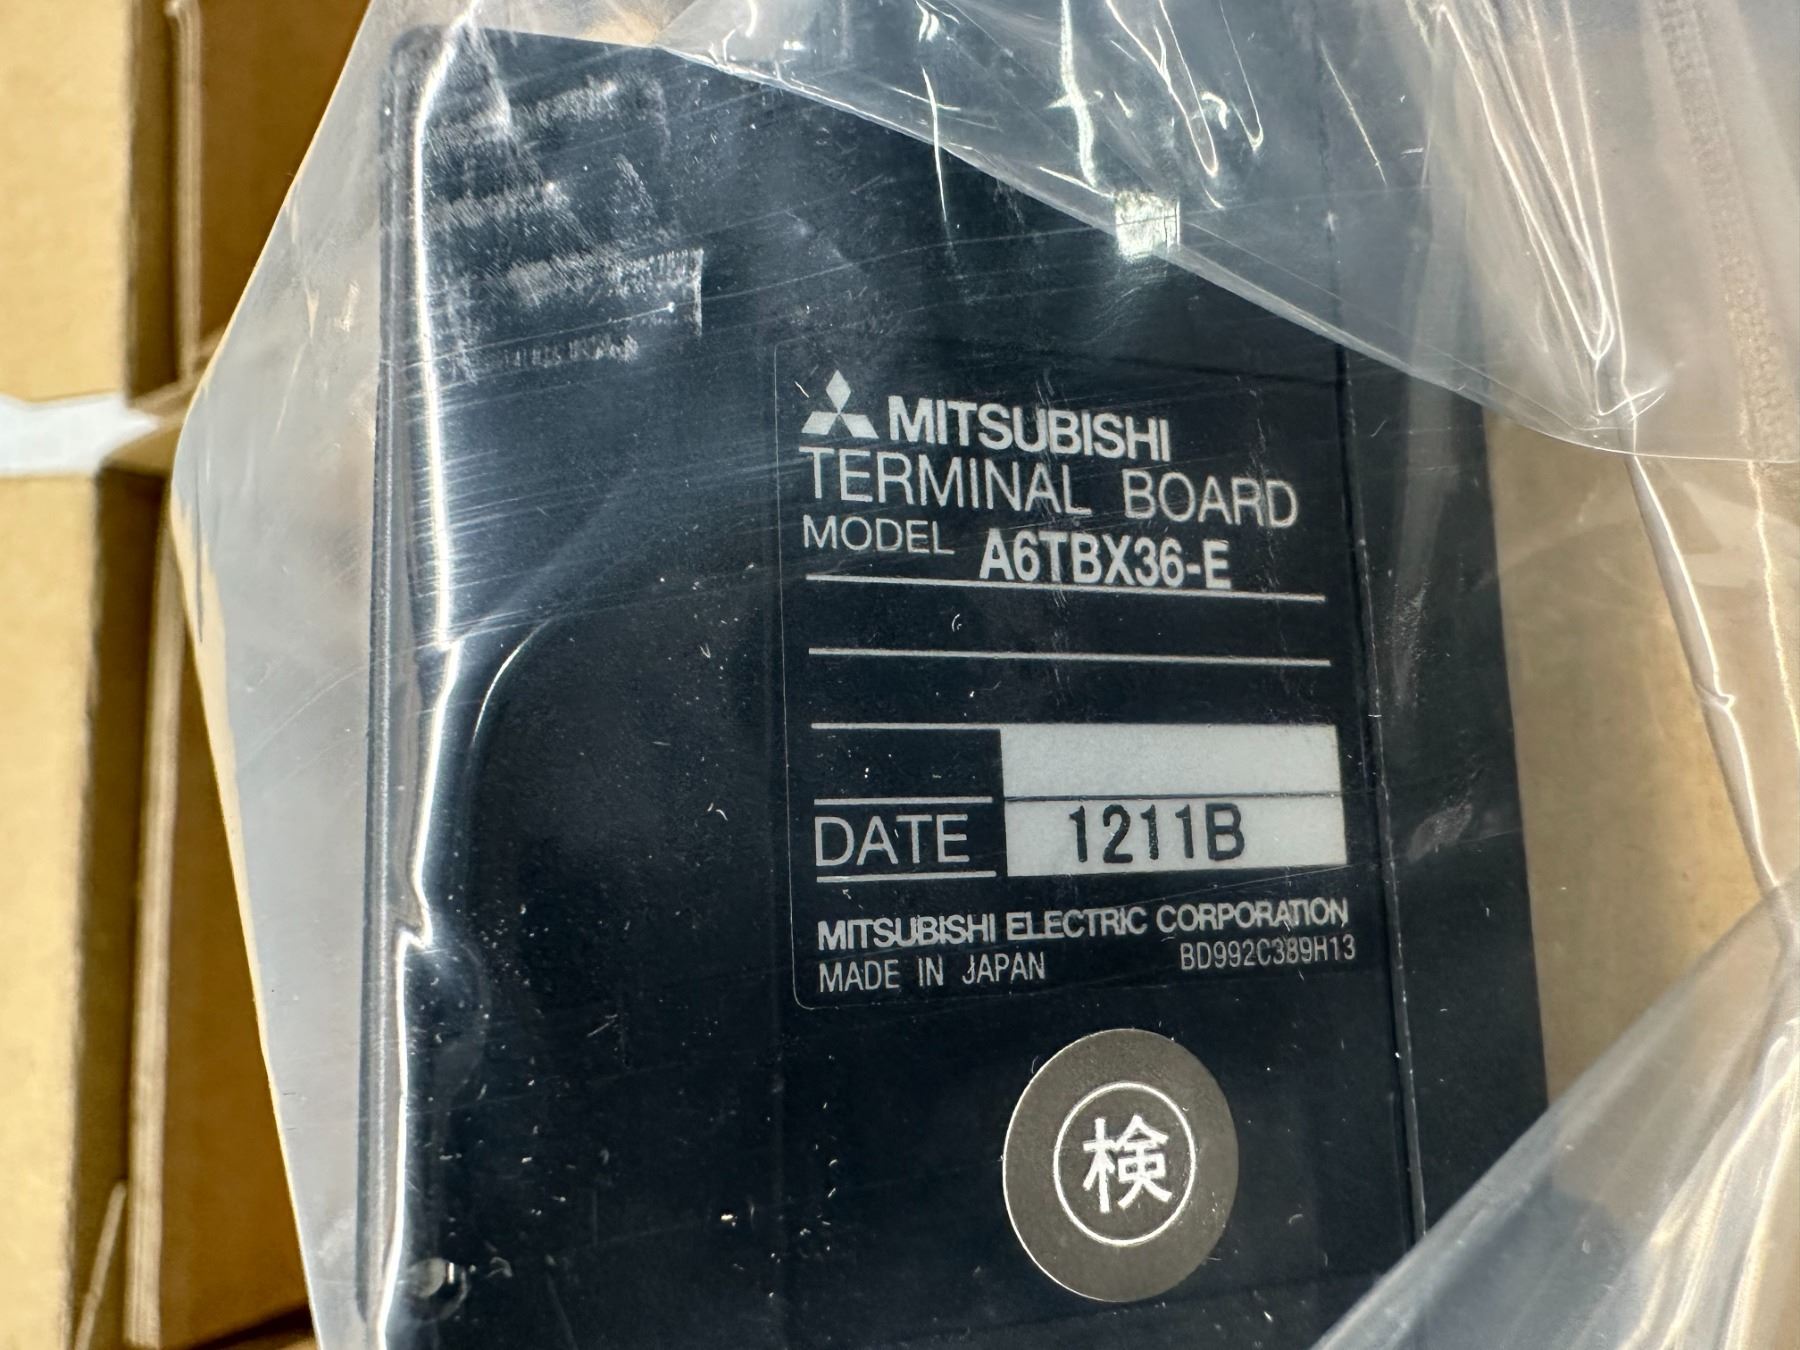 MITSUBISHI
TERMINAL BOARD
MODEL A6TBX36-E
DATE 1211B
MITSUBISHI ELECTRIC CORPORATION
MADE IN JAPAN BD992C389H13
検